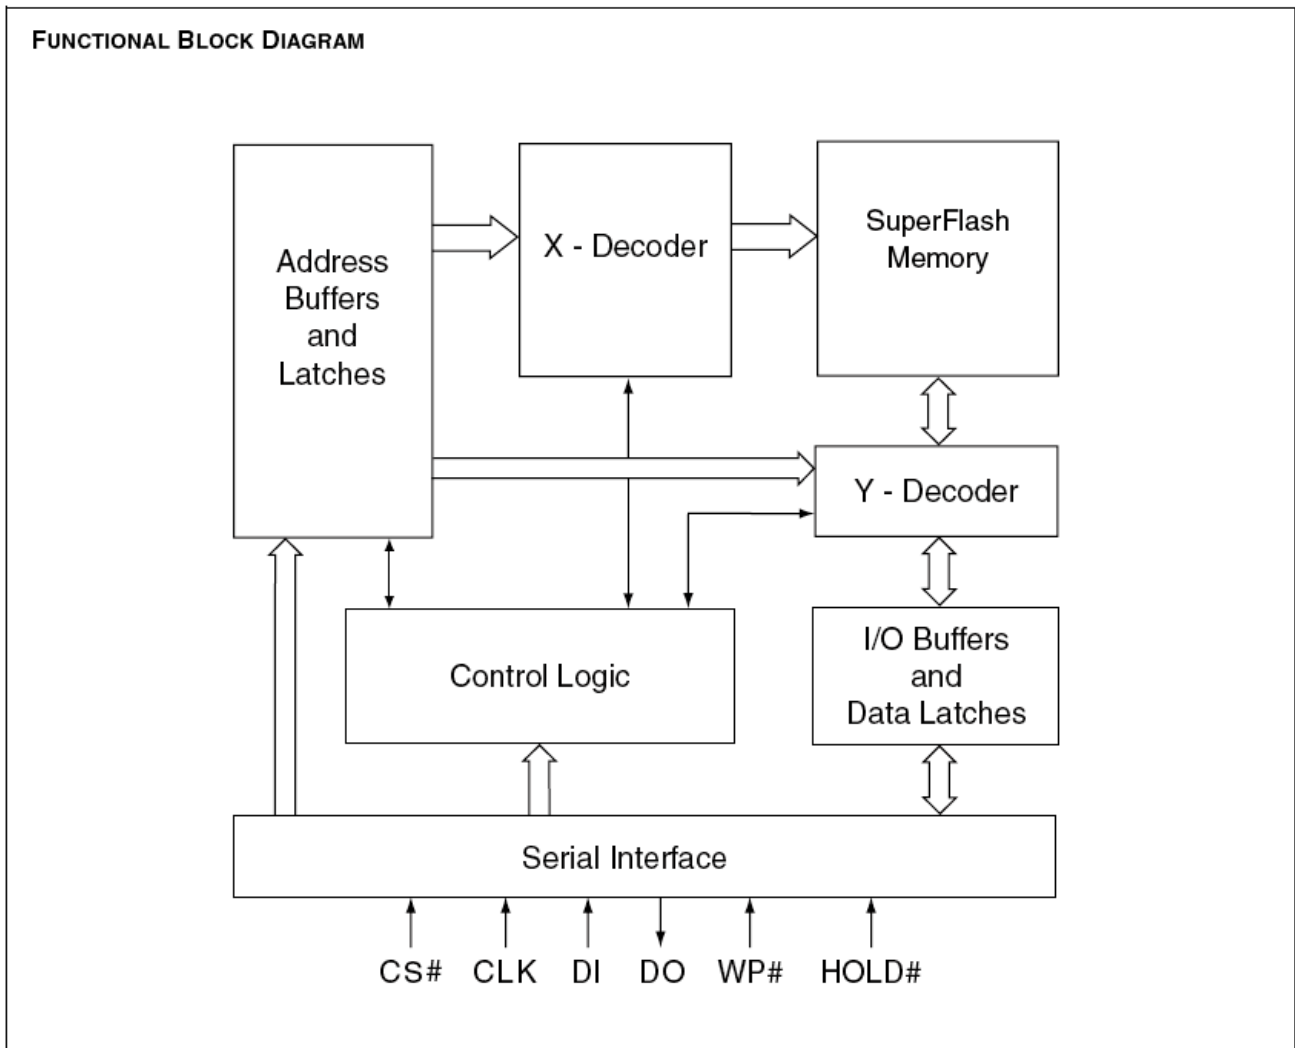 FUNCTIONAL BLOCK DIAGRAM
Address
Buffers
and
Latches
X - Decoder
SuperFlash
Memory
Y - Decoder
Control Logic
I/O Buffers
and
Data Latches
Serial Interface
CS# CLK DI DO WP# HOLD#